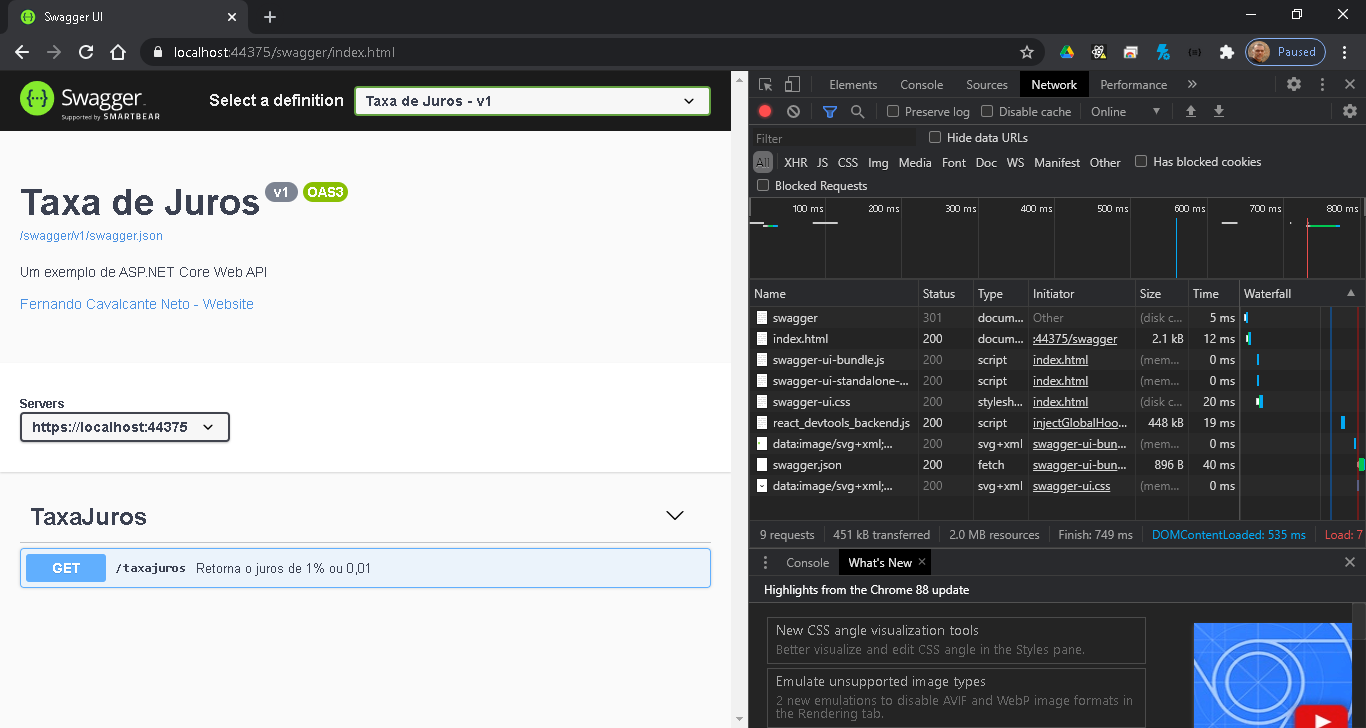 Swagger UI
localhost:44375/swagger/index.html
Paused
Swagger.
Supported by SMARTBEAR
Select a definition
Taxa de Juros - v1
Taxa de Juros v1 OAS3
/swagger/v1/swagger.json
Um exemplo de ASP.NET Core Web API
Fernando Cavalcante Neto - Website
Servers
https://localhost:44375
TaxaJuros
GET /taxajuros Retorna o juros de 1% ou 0,01
Elements Console Sources Network Performance
Preserve log Disable cache Online
Filter Hide data URLs
All XHR JS CSS Img Media Font Doc WS Manifest Other Has blocked cookies
Blocked Requests
100 ms 200 ms 300 ms 400 ms 500 ms 600 ms 700 ms 800 ms
Name Status Type Initiator Size Time Waterfall
swagger 301 docum... Other (disk c... 5 ms
index.html 200 docum... :44375/swagger 2.1 kB 12 ms
swagger-ui-bundle.js 200 script index.html (mem... 0 ms
swagger-ui-standalone-... 200 script index.html (mem... 0 ms
swagger-ui.css 200 stylesh... index.html (disk c... 20 ms
react_devtools_backend.js 200 script injectGlobalHoo... 448 kB 19 ms
data:image/svg+xml;... 200 svg+xml swagger-ui-bun... (mem... 0 ms
swagger.json 200 fetch swagger-ui-bun... 896 B 40 ms
data:image/svg+xml;... 200 svg+xml swagger-ui.css (mem... 0 ms
9 requests 451 kB transferred 2.0 MB resources Finish: 749 ms DOMContentLoaded: 535 ms Load: 7
Console What's New
Highlights from the Chrome 88 update
New CSS angle visualization tools
Better visualize and edit CSS angle in the Styles pane.
Emulate unsupported image types
2 new emulations to disable AVIF and WebP image formats in
the Rendering tab.